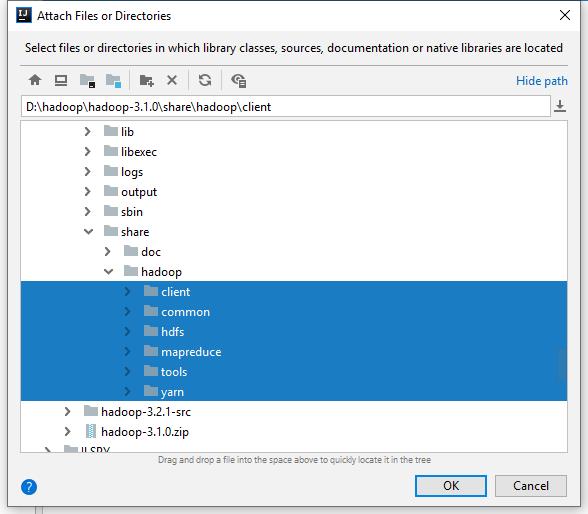 Attach Files or Directories
Select files or directories in which library classes, sources, documentation or native libraries are located
Hide path
D:\hadoop\hadoop-3.1.0\share\hadoop\client
lib
libexec
logs
output
sbin
share
doc
hadoop
client
common
hdfs
mapreduce
tools
yarn
hadoop-3.2.1-src
hadoop-3.1.0.zip
Drag and drop a file into the space above to quickly locate it in the tree
? OK Cancel